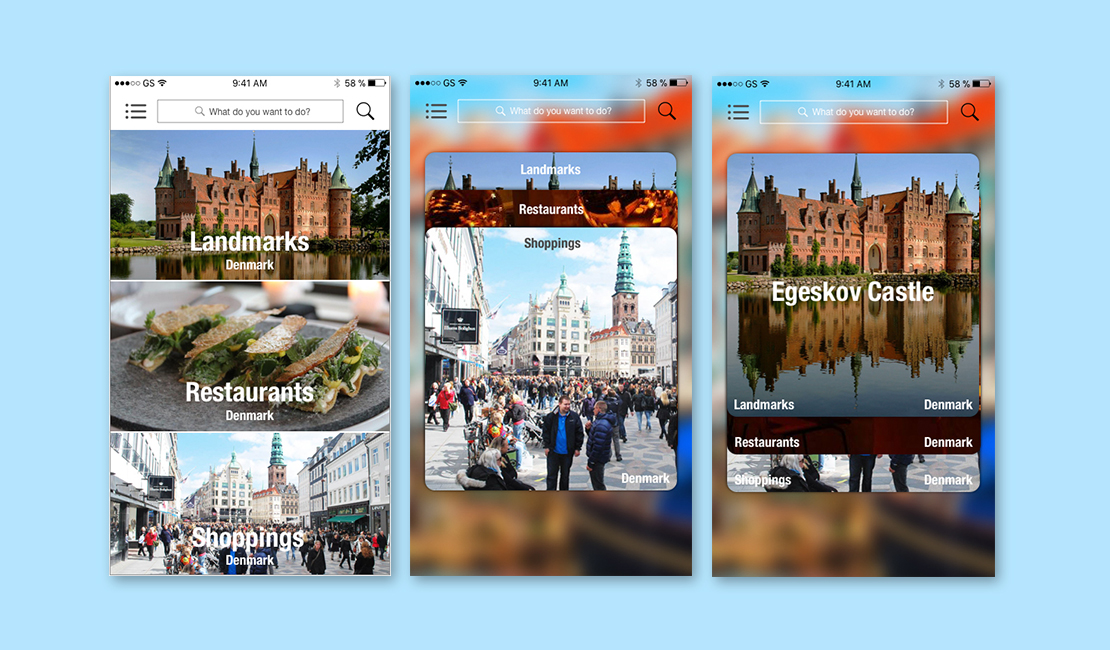 GS 9:41 AM 58 %
What do you want to do?
Landmarks
Denmark
Restaurants
Denmark
Shoppings
Denmark
GS 9:41 AM 58 %
What do you want to do?
Landmarks
Restaurants
Shoppings
Denmark
GS 9:41 AM 58 %
What do you want to do?
Egeskov Castle
Landmarks Denmark
Restaurants Denmark
Shoppings Denmark